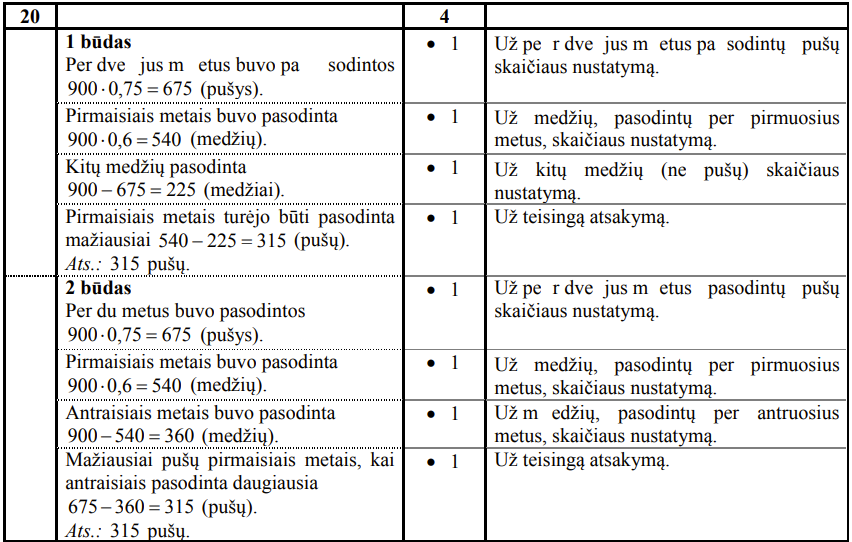 20 4
1 būdas
Per dve jus m etus buvo pa sodintos
900 · 0,75 = 675 (pušys).
• 1
Už pe r dve jus m etus pa sodintų pušų
skaičiaus nustatymą.
Pirmaisiais metais buvo pasodinta
900 · 0,6 = 540 (medžių).
• 1
Už medžių, pasodintų per pirmuosius
metus, skaičiaus nustatymą.
Kitų medžių pasodinta
900 − 675 = 225 (medžiai).
• 1
Už kitų medžių (ne pušų) skaičiaus
nustatymą.
Pirmaisiais metais turėjo būti pasodinta
mažiausiai 540 − 225 = 315 (pušų).
Ats.: 315 pušų.
• 1
Už teisingą atsakymą.
2 būdas
Per du metus buvo pasodintos
900 · 0,75 = 675 (pušys).
• 1
Už pe r dve jus m etus pasodintų pušų
skaičiaus nustatymą.
Pirmaisiais metais buvo pasodinta
900 · 0,6 = 540 (medžių).
• 1
Už medžių, pasodintų per pirmuosius
metus, skaičiaus nustatymą.
Antraisiais metais buvo pasodinta
900 − 540 = 360 (medžių).
• 1
Už m edžių, pasodintų per antruosius
metus, skaičiaus nustatymą.
Mažiausiai pušų pirmaisiais metais, kai
antraisiais pasodinta daugiausia
675 − 360 = 315 (pušų).
Ats.: 315 pušų.
• 1
Už teisingą atsakymą.